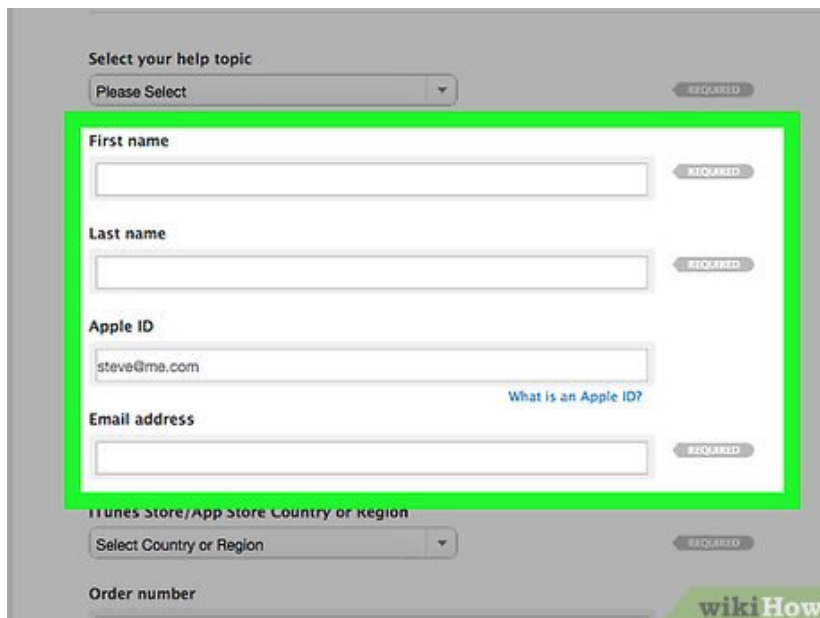 Select your help topic
Please Select
REQUIRED
First name
REQUIRED
Last name
REQUIRED
Apple ID
steve@me.com
What is an Apple ID?
Email address
REQUIRED
iTunes Store/App Store Country or Region
Select Country or Region
REQUIRED
Order number
wikiHow